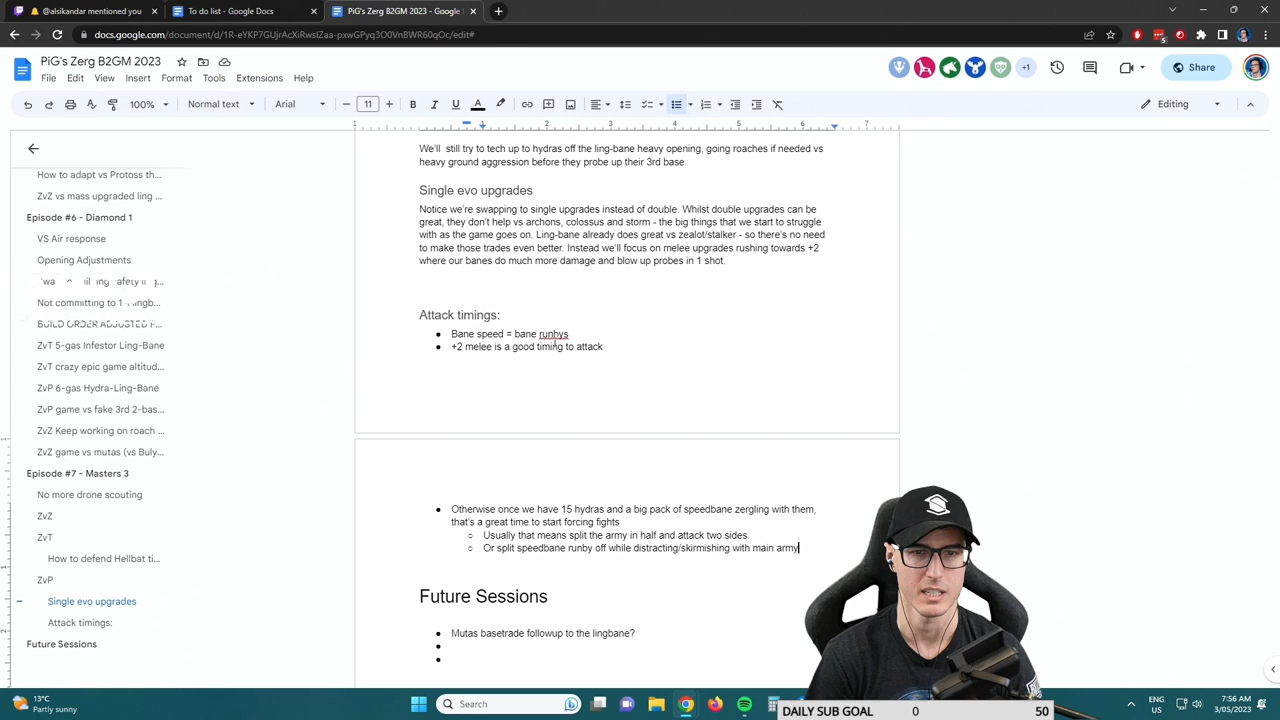 @alsikandar mentioned you
To do list - Google Docs
PiG's Zerg B2GM 2023 - Google
docs.google.com/document/d/1R-eYKP7GUjrAcXiRwsIZaa-pxwGPyq3O0VnBWR60qOc/edit#
PiG's Zerg B2GM 2023
File Edit View Insert Format Tools Extensions Help
+1
Share
100%
Normal text
Arial
11
Editing
1 1 2 3 4 5 6 7
How to adapt vs Protoss th...
ZvZ vs mass upgraded ling ...
Episode #6 - Diamond 1
VS Air response
Opening Adjustments
Not committing to 1
BUILD ORDER ADJUSTED
ZvT 5-gas Infestor Ling-Bane
ZvT crazy epic game altitud...
ZvP 6-gas Hydra-Ling-Bane
ZvP game vs fake 3rd 2-bas...
ZvZ Keep working on roach ...
ZvZ game vs mutas (vs Buly...
Episode #7 - Masters 3
No more drone scouting
ZvZ
ZvT
How to defend Hellbat ti...
ZvP
Single evo upgrades
Attack timings:
Future Sessions
We'll still try to tech up to hydras off the ling-bane heavy opening, going roaches if needed vs
heavy ground aggression before they probe up their 3rd base.
Single evo upgrades
Notice we're swapping to single upgrades instead of double. Whilst double upgrades can be
great, they don't help vs archons, colossus and storm - the big things that we start to struggle
with as the game goes on. Ling-bane already does great vs zealot/stalker - so there's no need
to make those trades even better. Instead we'll focus on melee upgrades rushing towards +2
where our banes do much more damage and blow up probes in 1 shot.
Attack timings:
● Bane speed = bane runbys
● +2 melee is a good timing to attack
● Otherwise once we have 15 hydras and a big pack of speedbane zergling with them,
that's a great time to start forcing fights
○ Usually that means split the army in half and attack two sides.
○ Or split speedbane runby off while distracting/skirmishing with main army
Future Sessions
● Mutas basetrade followup to the lingbane?
●
●
13°C
Partly sunny
Search
ENG
US
7:56 AM
3/05/2023
DAILY SUB GOAL 0 50